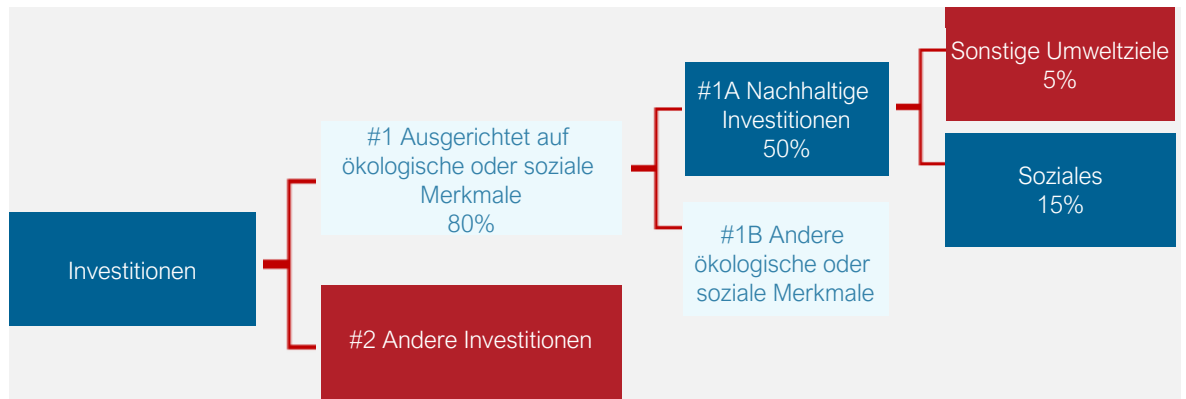 Investitionen
#1 Ausgerichtet auf
ökologische oder soziale
Merkmale
80%
#2 Andere Investitionen
#1A Nachhaltige
Investitionen
50%
#1B Andere
ökologische oder
soziale Merkmale
Sonstige Umweltziele
5%
Soziales
15%